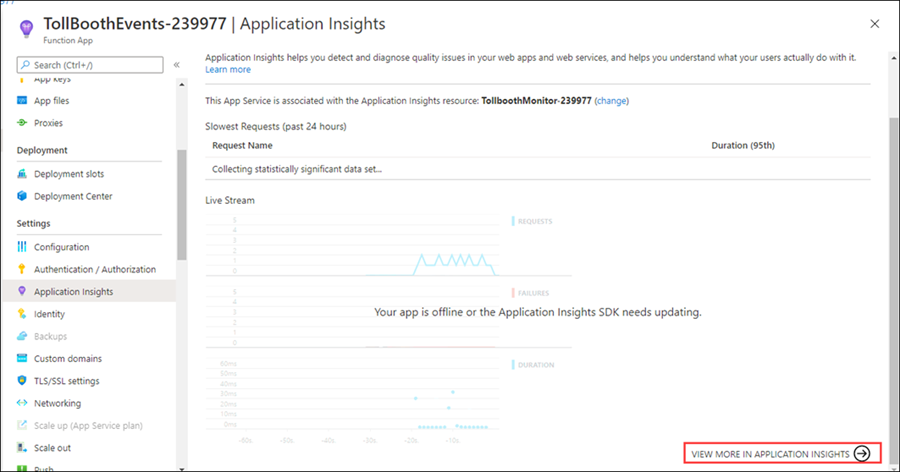 TollBoothEvents-239977 | Application Insights
Function App
Search (Ctrl+/)
App keys
App files
Proxies
Deployment
Deployment slots
Deployment Center
Settings
Configuration
Authentication / Authorization
Application Insights
Identity
Backups
Custom domains
TLS/SSL settings
Networking
Scale up (App Service plan)
Scale out
Push
Application Insights helps you detect and diagnose quality issues in your web apps and web services, and helps you understand what your users actually do with it.
Learn more
This App Service is associated with the Application Insights resource: TollboothMonitor-239977 (change)
Slowest Requests (past 24 hours)
Request Name Duration (95th)
Collecting statistically significant data set...
Live Stream
5
4
3
2
1
0
REQUESTS
5
4
3
2
1
0
FAILURES
Your app is offline or the Application Insights SDK needs updating.
60ms
50ms
40ms
30ms
20ms
10ms
0ms
DURATION
-50s -40s -30s -20s -10s
VIEW MORE IN APPLICATION INSIGHTS